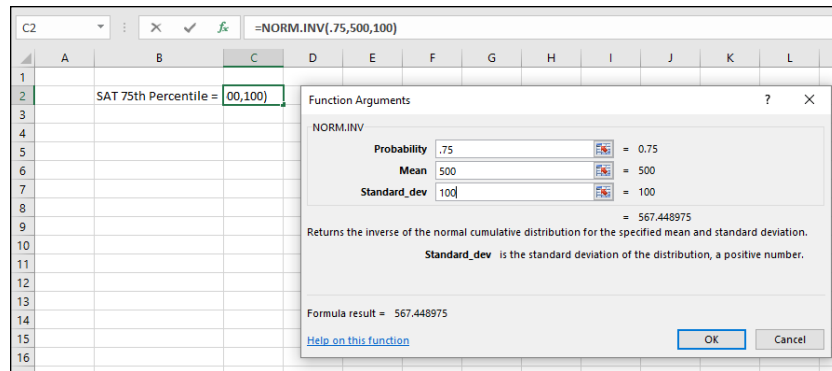 C2 fx =NORM.INV(.75,500,100)
A B C D E F G H I J K L
1
2 SAT 75th Percentile = 00,100)
3
4
5
6
7
8
9
10
11
12
13
14
15
16
Function Arguments ? ×
NORM.INV
Probability .75 = 0.75
Mean 500 = 500
Standard_dev 100 = 100
= 567.448975
Returns the inverse of the normal cumulative distribution for the specified mean and standard deviation.
Standard_dev is the standard deviation of the distribution, a positive number.
Formula result = 567.448975
Help on this function OK Cancel